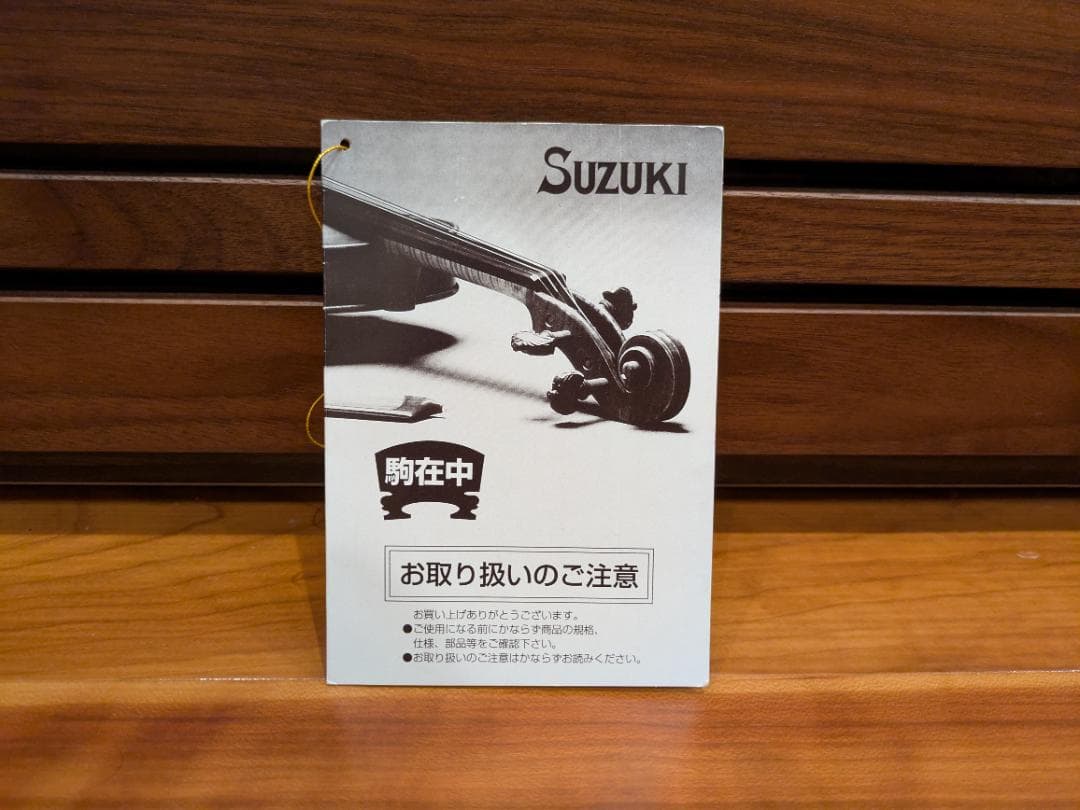 SUZUKI
駒在中
お取り扱いのご注意
お買い上げありがとうございます。
●ご使用になる前にかならず商品の規格、
仕様、部品等をご確認下さい。
●お取り扱いのご注意はかならずお読みください。